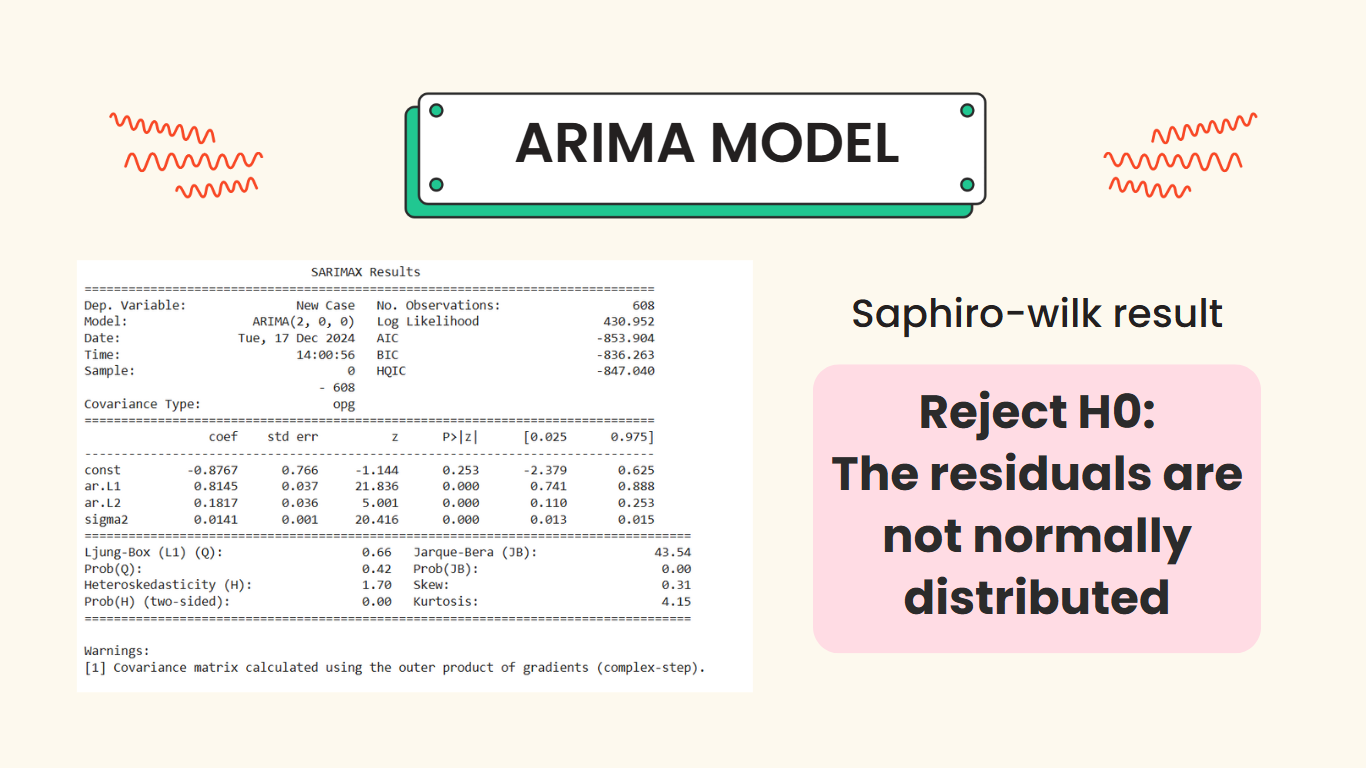 ARIMA MODEL
SARIMAX Results
==============================================================================
Dep. Variable: New Case No. Observations: 608
Model: ARIMA(2, 0, 0) Log Likelihood 430.952
Date: Tue, 17 Dec 2024 AIC -853.904
Time: 14:00:56 BIC -836.263
Sample: 0 HQIC -847.040
- 608
Covariance Type: opg
==============================================================================
coef std err z P>|z| [0.025 0.975]
------------------------------------------------------------------------------
const -0.8767 0.766 -1.144 0.253 -2.379 0.625
ar.L1 0.8145 0.037 21.836 0.000 0.741 0.888
ar.L2 0.1817 0.036 5.001 0.000 0.110 0.253
sigma2 0.0141 0.001 20.416 0.000 0.013 0.015
===================================================================================
Ljung-Box (L1) (Q): 0.66 Jarque-Bera (JB): 43.54
Prob(Q): 0.42 Prob(JB): 0.00
Heteroskedasticity (H): 1.70 Skew: 0.31
Prob(H) (two-sided): 0.00 Kurtosis: 4.15
===================================================================================
Warnings:
[1] Covariance matrix calculated using the outer product of gradients (complex-step).
Saphiro-wilk result
Reject H0:
The residuals are
not normally
distributed